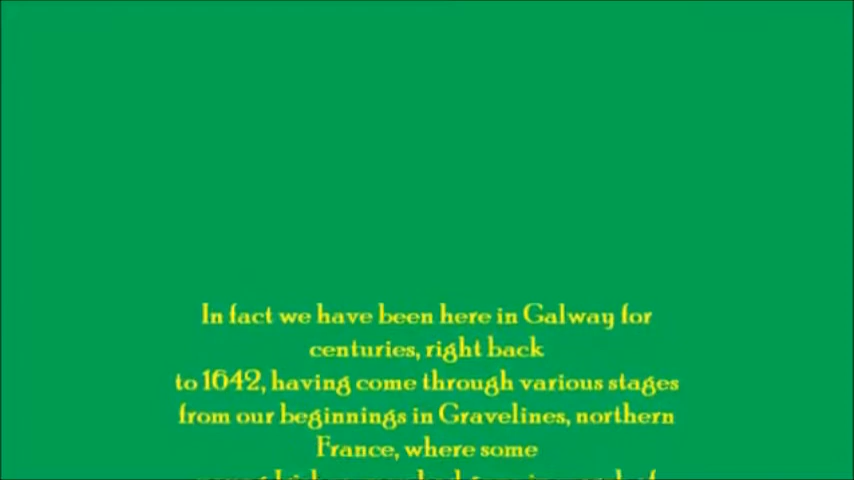 In fact we have been here in Galway for
centuries, right back
to 1642, having come through various stages
from our beginnings in Gravelines, northern
France, where some